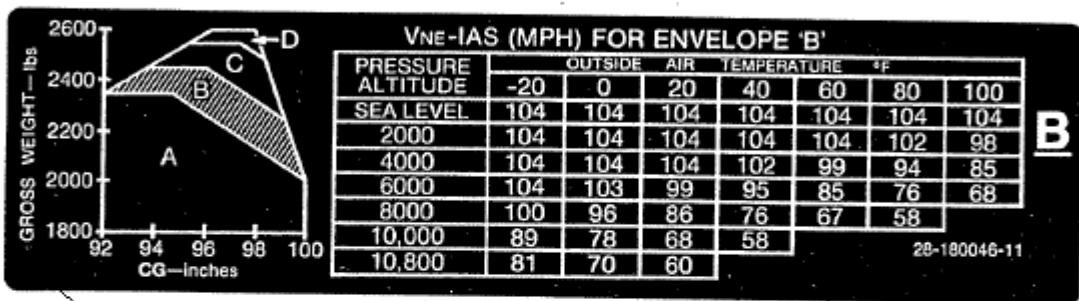 2600
2400
2200
2000
1800
GROSS WEIGHT—lbs
D
C
B
A
92 94 96 98 100
CG—inches
VNE-IAS (MPH) FOR ENVELOPE 'B'
PRESSURE ALTITUDE OUTSIDE AIR TEMPERATURE °F
-20 0 20 40 60 80 100
SEA LEVEL 104 104 104 104 104 104 104
2000 104 104 104 104 104 102 98
4000 104 104 104 102 99 94 85
6000 104 103 99 95 85 76 68
8000 100 96 86 76 67 58
10,000 89 78 68 58
10,800 81 70 60
28-180046-11
B